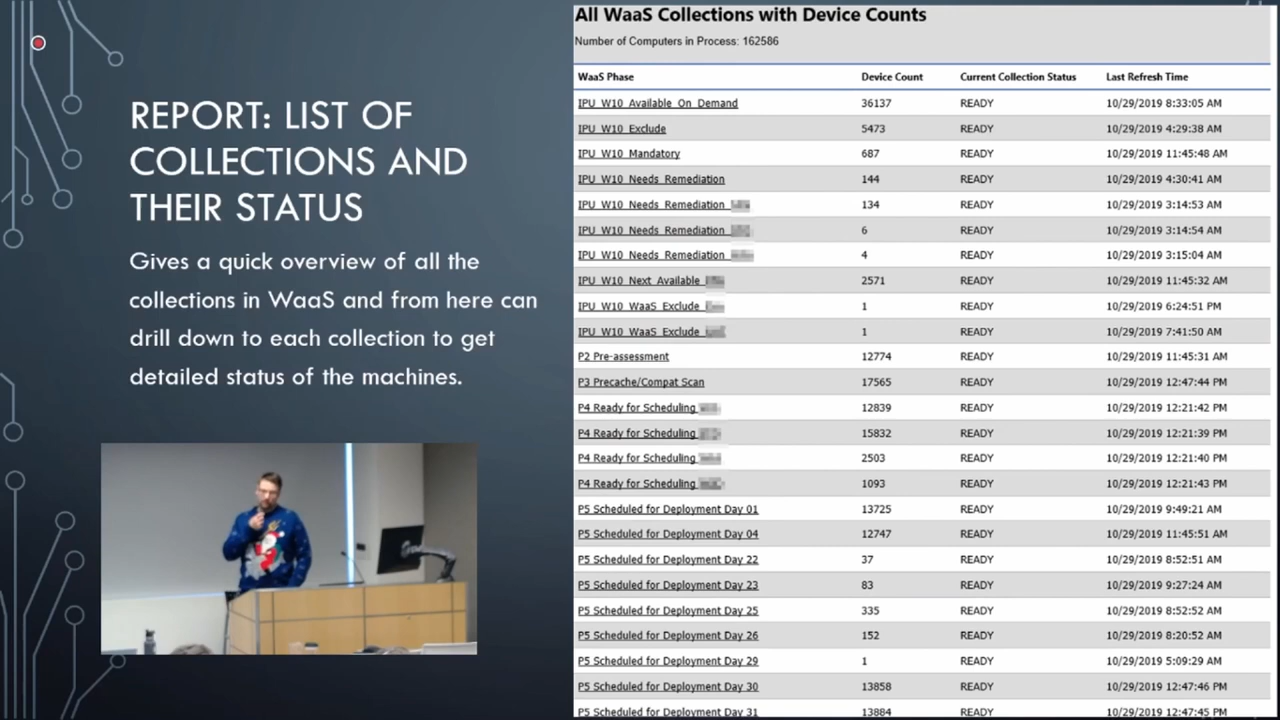 REPORT: LIST OF
COLLECTIONS AND
THEIR STATUS
Gives a quick overview of all the
collections in WaaS and from here can
drill down to each collection to get
detailed status of the machines.
All WaaS Collections with Device Counts
Number of Computers in Process: 162586
WaaS Phase Device Count Current Collection Status Last Refresh Time
IPU_W10_Available_On_Demand 36137 READY 10/29/2019 8:33:05 AM
IPU_W10_Exclude 5473 READY 10/29/2019 4:29:38 AM
IPU_W10_Mandatory 687 READY 10/29/2019 11:45:48 AM
IPU_W10_Needs_Remediation 144 READY 10/29/2019 4:30:41 AM
IPU_W10_Needs_Remediation_ 134 READY 10/29/2019 3:14:53 AM
IPU_W10_Needs_Remediation_ 6 READY 10/29/2019 3:14:54 AM
IPU_W10_Needs_Remediation_ 4 READY 10/29/2019 3:15:04 AM
IPU_W10_Next_Available_ 2571 READY 10/29/2019 11:45:32 AM
IPU_W10_WaaS_Exclude_ 1 READY 10/29/2019 6:24:51 PM
IPU_W10_WaaS_Exclude_ 1 READY 10/29/2019 7:41:50 AM
P2 Pre-assessment 12774 READY 10/29/2019 11:45:31 AM
P3 Precache/Compat Scan 17565 READY 10/29/2019 12:47:44 PM
P4 Ready for Scheduling 12839 READY 10/29/2019 12:21:42 PM
P4 Ready for Scheduling 15832 READY 10/29/2019 12:21:39 PM
P4 Ready for Scheduling 2503 READY 10/29/2019 12:21:40 PM
P4 Ready for Scheduling 1093 READY 10/29/2019 12:21:43 PM
P5 Scheduled for Deployment Day 01 13725 READY 10/29/2019 9:49:21 AM
P5 Scheduled for Deployment Day 04 12747 READY 10/29/2019 11:45:51 AM
P5 Scheduled for Deployment Day 22 37 READY 10/29/2019 8:52:51 AM
P5 Scheduled for Deployment Day 23 83 READY 10/29/2019 9:27:24 AM
P5 Scheduled for Deployment Day 25 335 READY 10/29/2019 8:52:52 AM
P5 Scheduled for Deployment Day 26 152 READY 10/29/2019 8:20:52 AM
P5 Scheduled for Deployment Day 29 1 READY 10/29/2019 5:09:29 AM
P5 Scheduled for Deployment Day 30 13858 READY 10/29/2019 12:47:46 PM
P5 Scheduled for Deployment Day 31 13884 READY 10/29/2019 12:47:45 PM